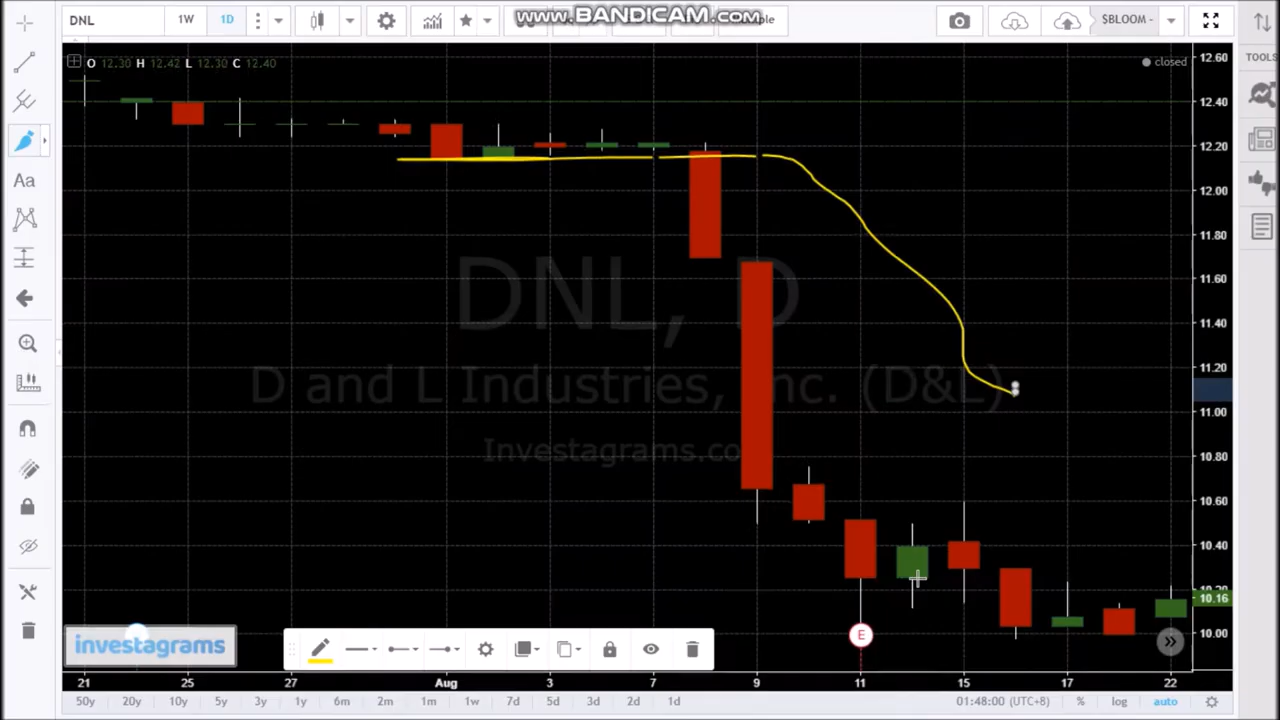 DNL 1W 1D www.BANDICAM.com $BLOOM -
O 12.30 H 12.42 L 12.30 C 12.40
closed
TOOLS
Aa
12.60
12.40
12.20
12.00
11.80
11.60
11.40
11.20
11.00
10.80
10.60
10.40
10.16
10.00
DNL, D
D and L Industries, Inc. (D&L)
Investagrams.co
E
investagrams
21 25 27 Aug 3 7 9 11 15 17 22
50y 20y 10y 5y 3y 1y 6m 2m 1m 1w 7d 5d 3d 2d 1d 01:48:00 (UTC+8) % log auto